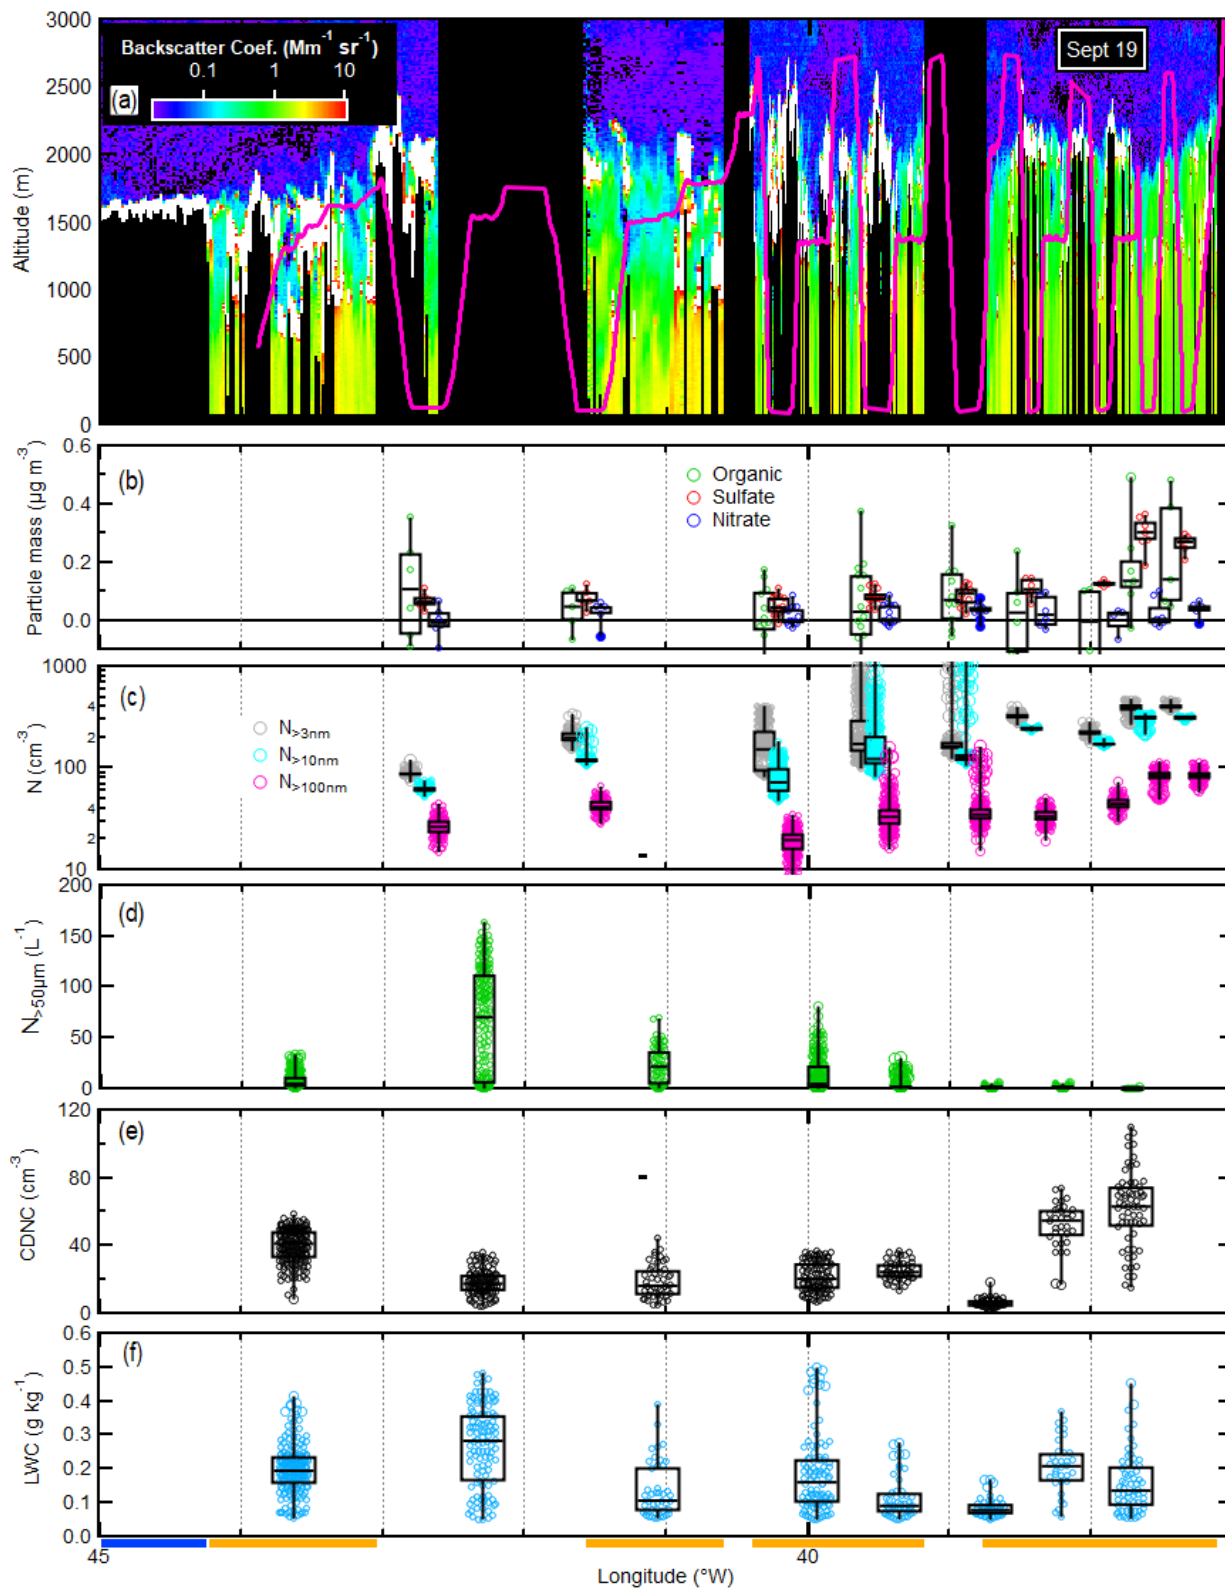 3000
2500
2000
1500
1000
500
0
Altitude (m)
Backscatter Coef. (Mm⁻¹ sr⁻¹)
0.1 1 10
(a)
Sept 19
0.6
0.4
0.2
0.0
Particle mass (µg m⁻³)
(b)
Organic
Sulfate
Nitrate
1000
4
2
100
4
2
10
N (cm⁻³)
(c)
N>3nm
N>10nm
N>100nm
200
150
100
50
0
N>50µm (L⁻¹)
(d)
120
80
40
0
CDNC (cm⁻³)
(e)
0.6
0.5
0.4
0.3
0.2
0.1
0.0
LWC (g kg⁻¹)
(f)
45 40
Longitude (°W)